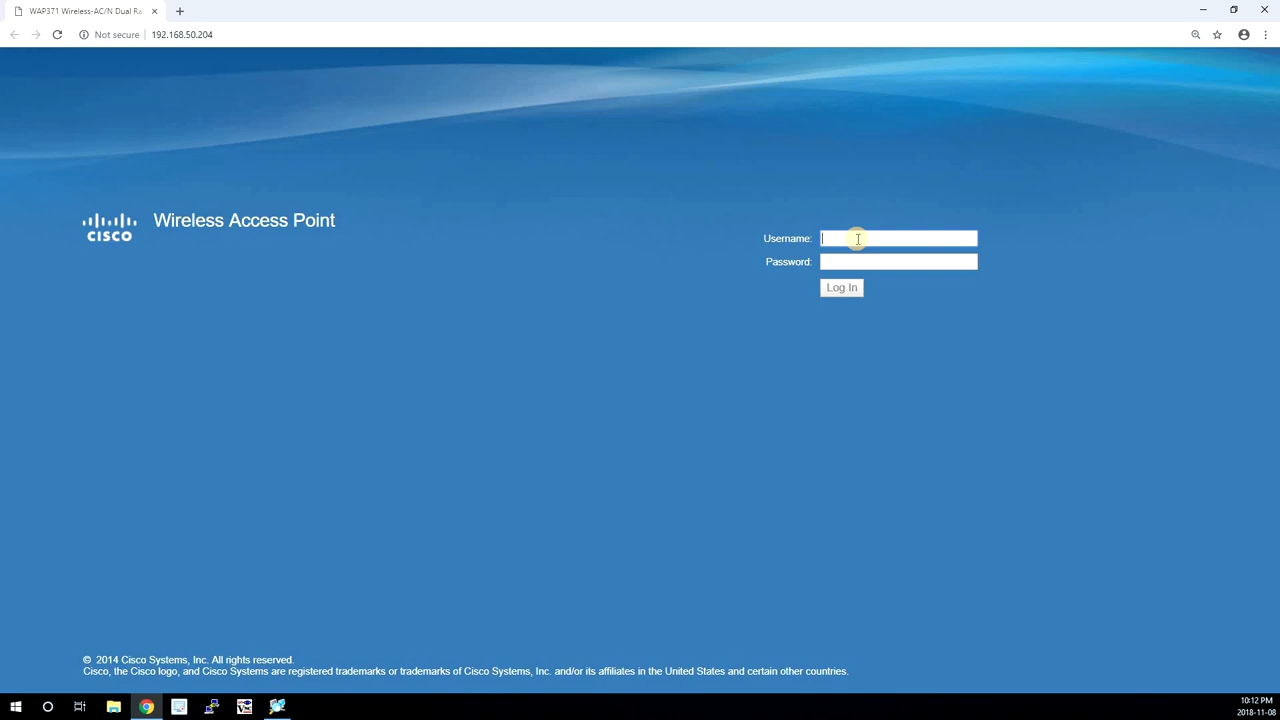 WAP371 Wireless-AC/N Dual Ra
Not secure
192.168.50.204
CISCO
Wireless Access Point
Username:
Password:
Log In
© 2014 Cisco Systems, Inc. All rights reserved.
Cisco, the Cisco logo, and Cisco Systems are registered trademarks or trademarks of Cisco Systems, Inc. and/or its affiliates in the United States and certain other countries.
10:12 PM
2018-11-08